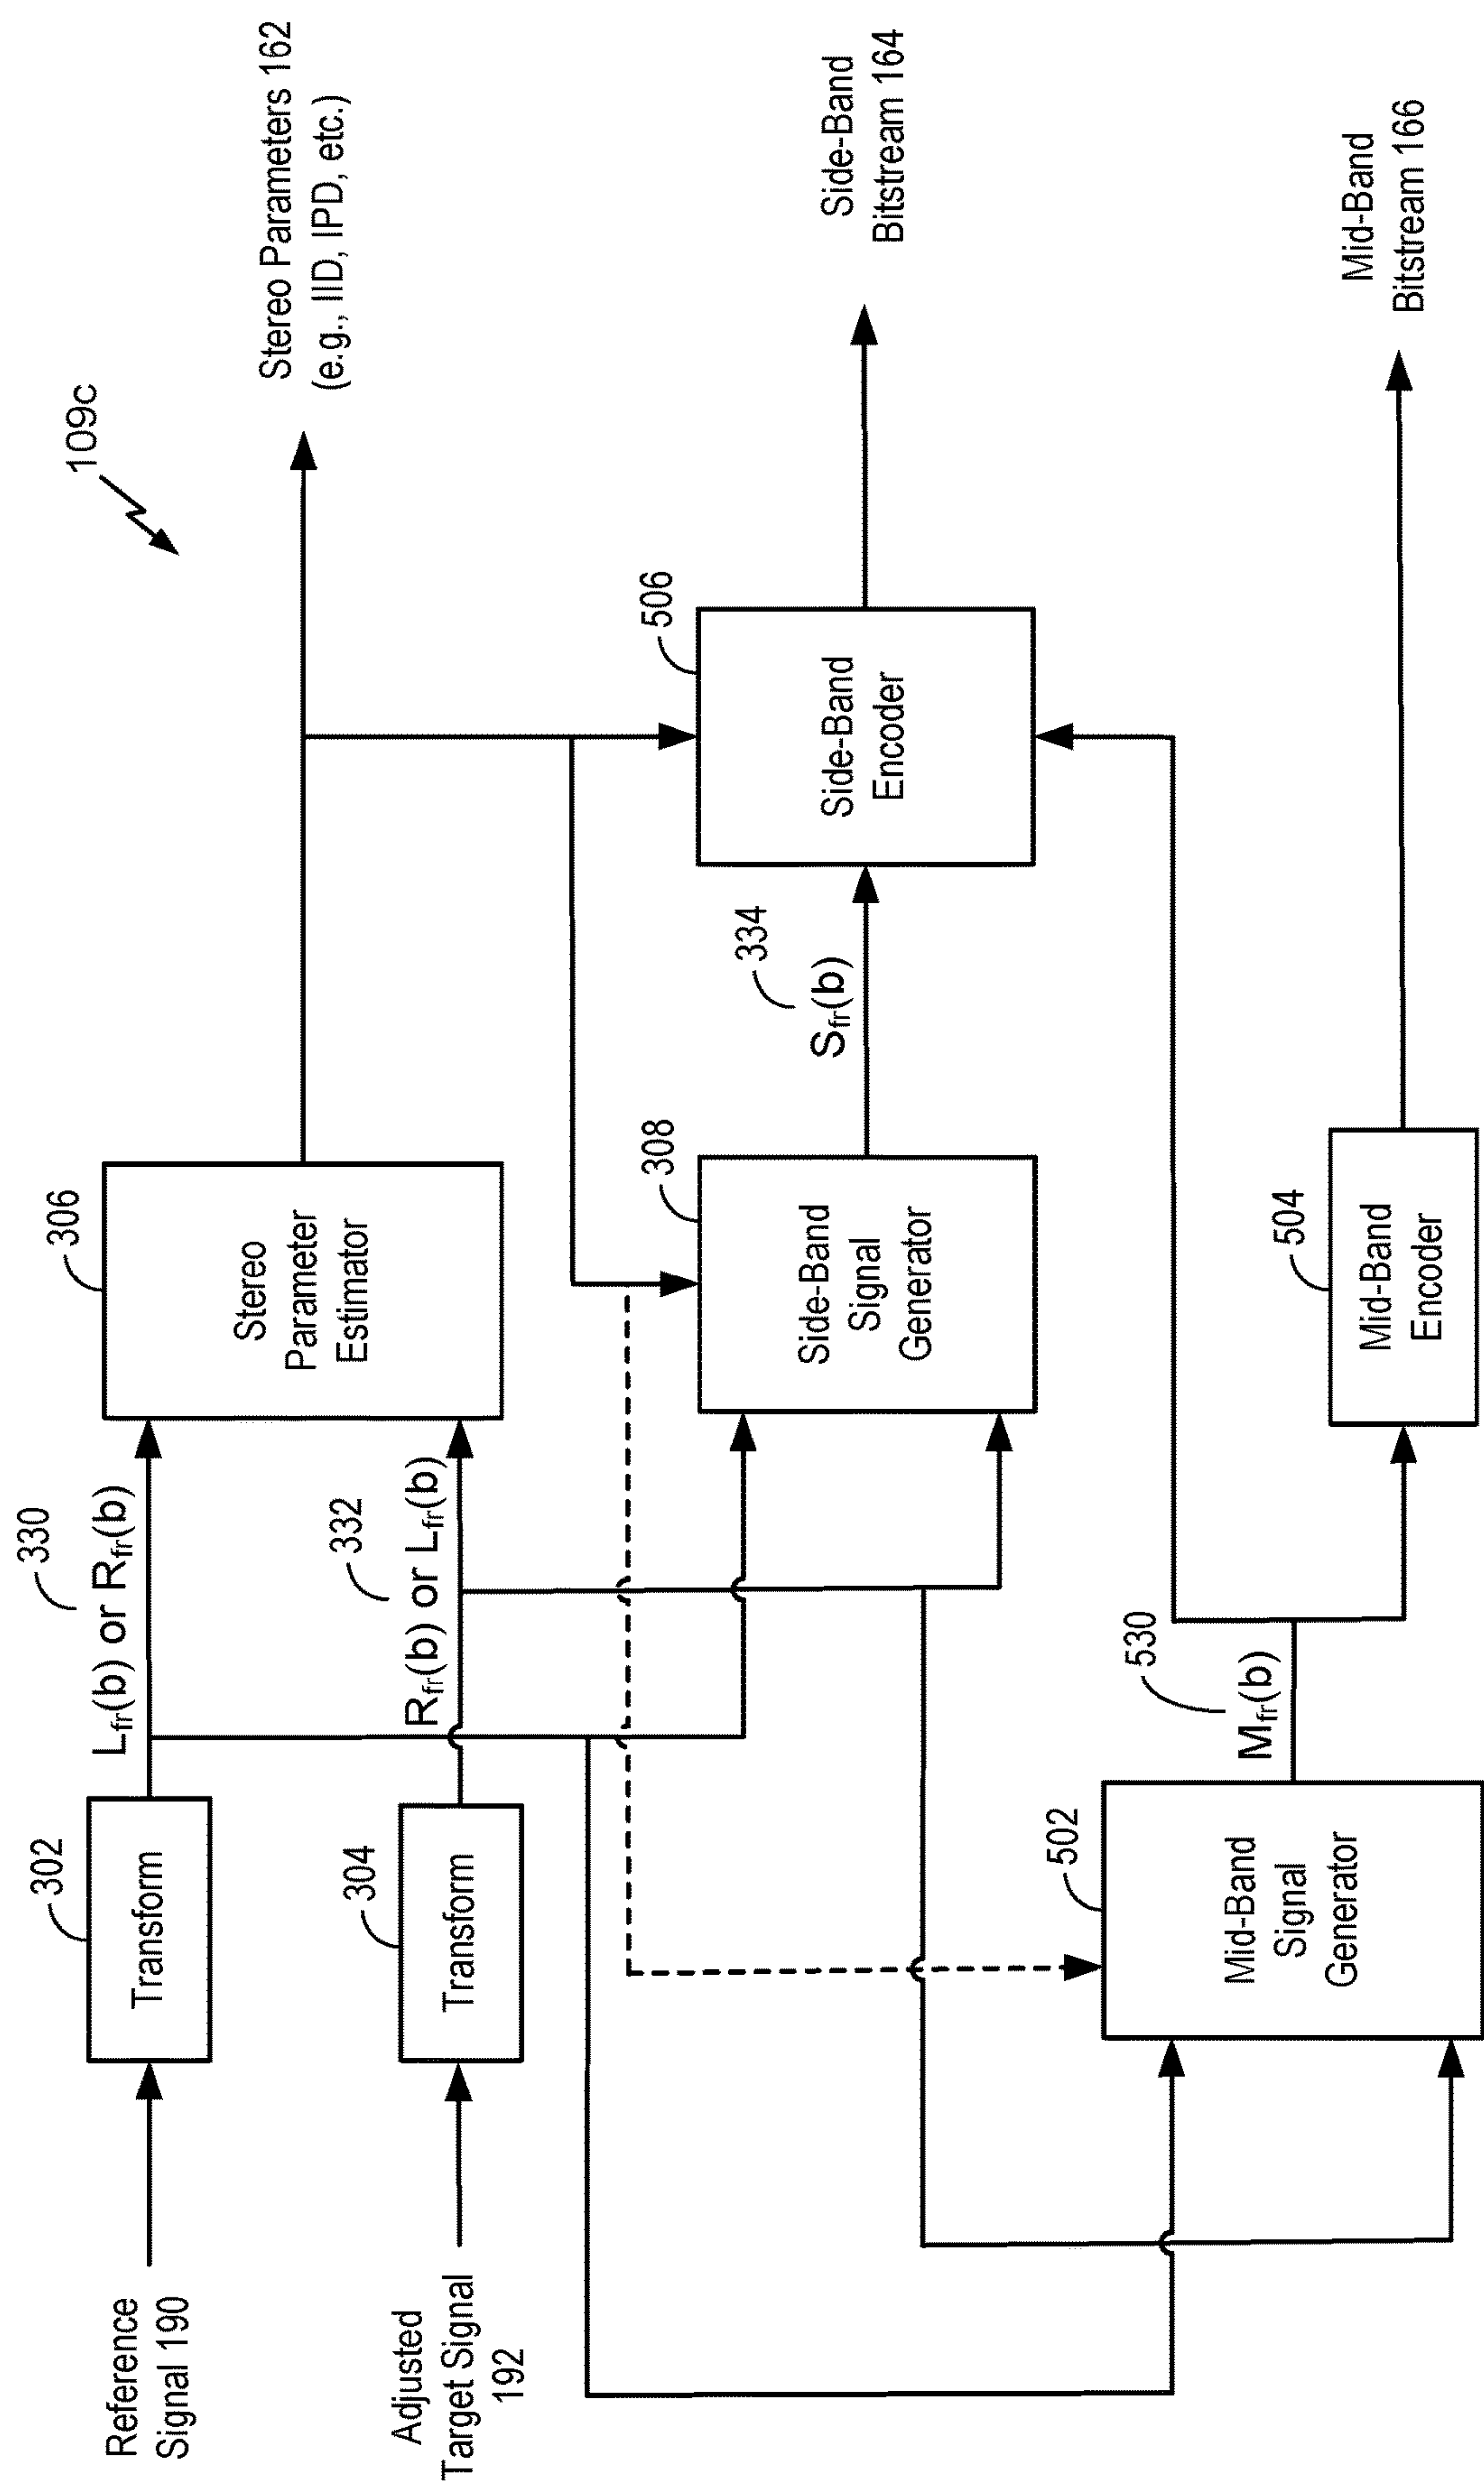 109c
Reference
Signal 190
302
Transform
330
Lfr(b) or Rfr(b)
306
Stereo
Parameter
Estimator
Stereo Parameters 162
(e.g., IID, IPD, etc.)
Adjusted
Target Signal
192
304
Transform
332
Rfr(b) or Lfr(b)
308
Side-Band
Signal
Generator
334
Sfr(b)
506
Side-Band
Encoder
Side-Band
Bitstream 164
502
Mid-Band
Signal
Generator
530
Mfr(b)
504
Mid-Band
Encoder
Mid-Band
Bitstream 166